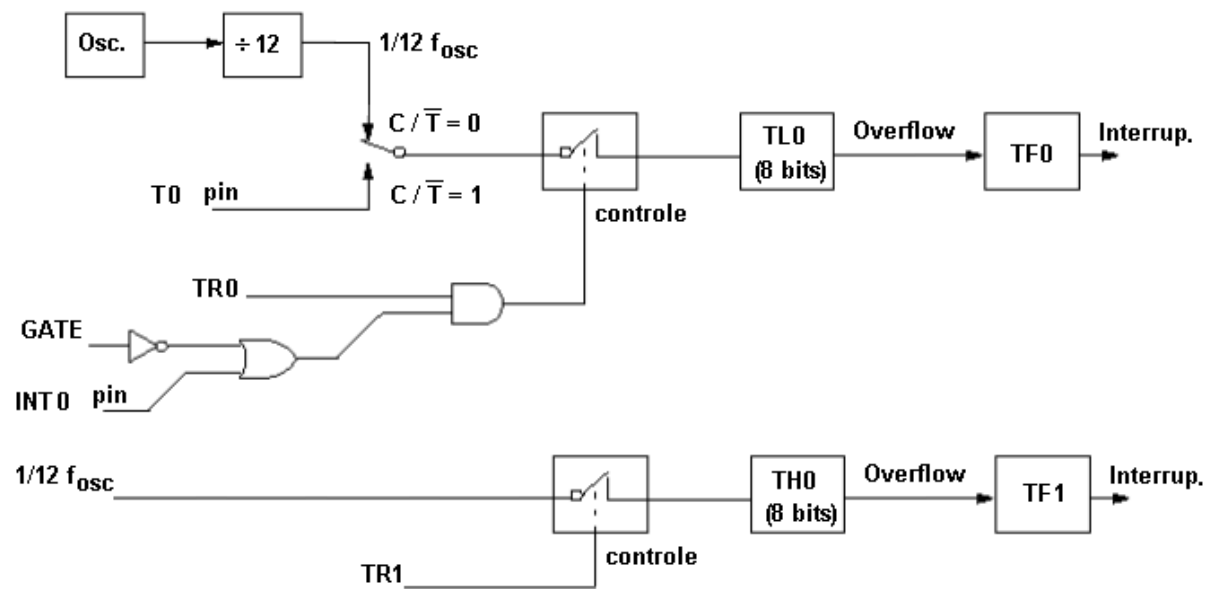 Osc.
÷ 12
1/12 fosc
C / T̅ = 0
T0 pin
C / T̅ = 1
controle
TL0
(8 bits)
Overflow
TF0
Interrup.
TR0
GATE
INT0 pin
1/12 fosc
controle
TR1
TH0
(8 bits)
Overflow
TF1
Interrup.